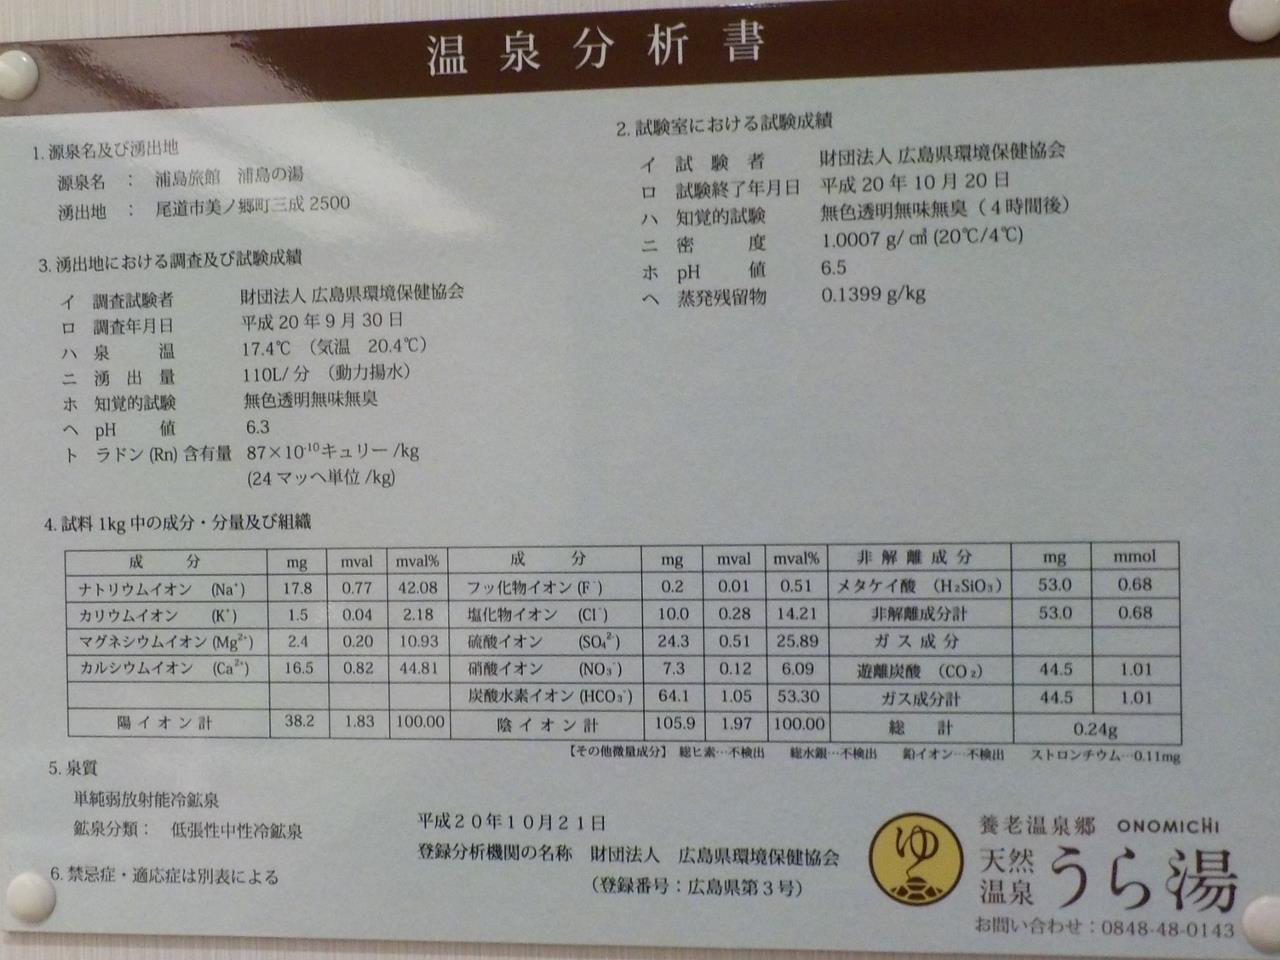 温泉分析書
1. 源泉名及び湧出地
源泉名 ： 浦島旅館 浦島の湯
湧出地 ： 尾道市美ノ郷町三成 2500
2. 試験室における試験成績
イ 試験者 財団法人 広島県環境保健協会
ロ 試験終了年月日 平成 20 年 10 月 20 日
ハ 知覚的試験 無色透明無味無臭（４時間後）
ニ 密度 1.0007 g/ ㎤ (20℃/4℃)
ホ pH 値 6.5
ヘ 蒸発残留物 0.1399 g/kg
3. 湧出地における調査及び試験成績
イ 調査試験者 財団法人 広島県環境保健協会
ロ 調査年月日 平成 20 年 9 月 30 日
ハ 泉温 17.4℃ （気温 20.4℃）
ニ 湧出量 110L/ 分 （動力揚水）
ホ 知覚的試験 無色透明無味無臭
ヘ pH 値 6.3
ト ラドン (Rn) 含有量 87×10⁻¹⁰キュリー /kg
(24 マッヘ単位 /kg)
4. 試料 1kg 中の成分・分量及び組織
成分 mg mval mval% 成分 mg mval mval% 非解離成分 mg mmol
ナトリウムイオン (Na⁺) 17.8 0.77 42.08 フッ化物イオン (F⁻) 0.2 0.01 0.51 メタケイ酸 （H₂SiO₃） 53.0 0.68
カリウムイオン (K⁺) 1.5 0.04 2.18 塩化物イオン (Cl⁻) 10.0 0.28 14.21 非解離成分計 53.0 0.68
マグネシウムイオン (Mg²⁺) 2.4 0.20 10.93 硫酸イオン (SO₄²⁻) 24.3 0.51 25.89 ガス成分
カルシウムイオン (Ca²⁺) 16.5 0.82 44.81 硝酸イオン (NO₃⁻) 7.3 0.12 6.09 遊離炭酸 （CO₂） 44.5 1.01
炭酸水素イオン (HCO₃⁻) 64.1 1.05 53.30 ガス成分計 44.5 1.01
陽イオン計 38.2 1.83 100.00 陰イオン計 105.9 1.97 100.00 総計 0.24g
【その他微量成分】 総ヒ素…不検出 総水銀…不検出 鉛イオン…不検出 ストロンチウム…0.11mg
5. 泉質
単純弱放射能冷鉱泉
鉱泉分類： 低張性中性冷鉱泉
6. 禁忌症・適応症は別表による
平成２０年１０月２１日
登録分析機関の名称 財団法人 広島県環境保健協会
（登録番号：広島県第３号）
ゆ
養老温泉郷 ONOMICHI
天然温泉 うら湯
お問い合わせ：0848-48-0143